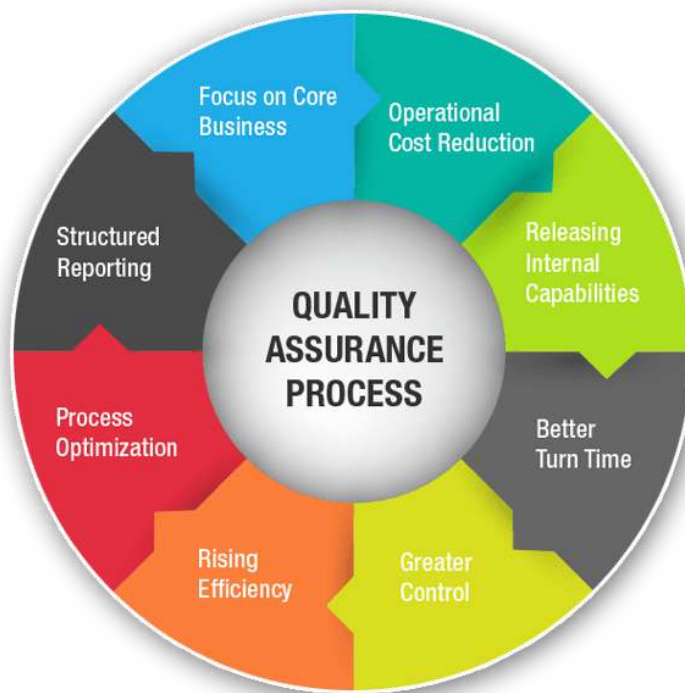 Focus on Core
Business
Operational
Cost Reduction
Releasing
Internal
Capabilities
Better
Turn Time
Greater
Control
Rising
Efficiency
Process
Optimization
Structured
Reporting
QUALITY
ASSURANCE
PROCESS